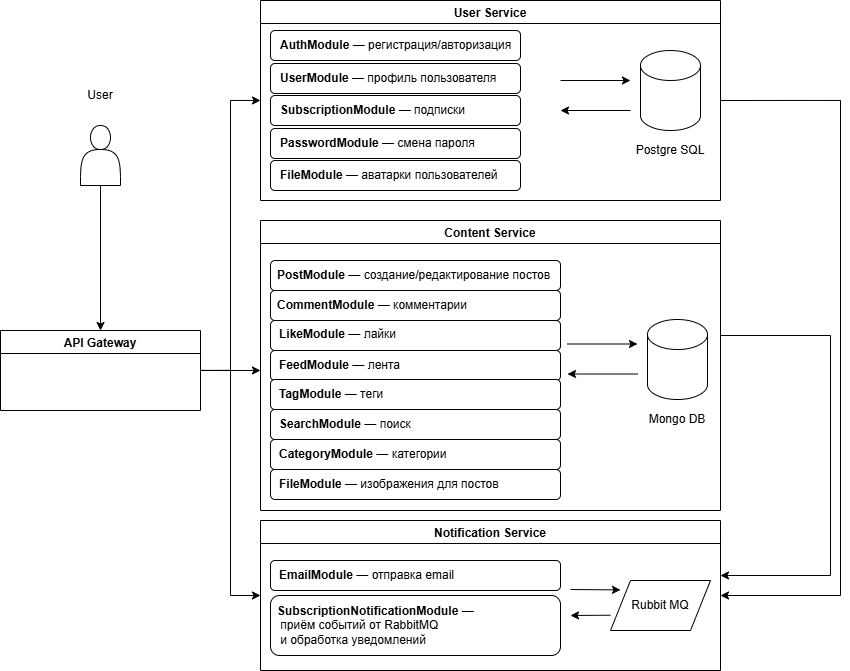 User
API Gateway
User Service
AuthModule — регистрация/авторизация
UserModule — профиль пользователя
SubscriptionModule — подписки
PasswordModule — смена пароля
FileModule — аватарки пользователей
Postgre SQL
Content Service
PostModule — создание/редактирование постов
CommentModule — комментарии
LikeModule — лайки
FeedModule — лента
TagModule — теги
SearchModule — поиск
CategoryModule — категории
FileModule — изображения для постов
Mongo DB
Notification Service
EmailModule — отправка email
SubscriptionNotificationModule —
приём событий от RabbitMQ
и обработка уведомлений
Rubbit MQ